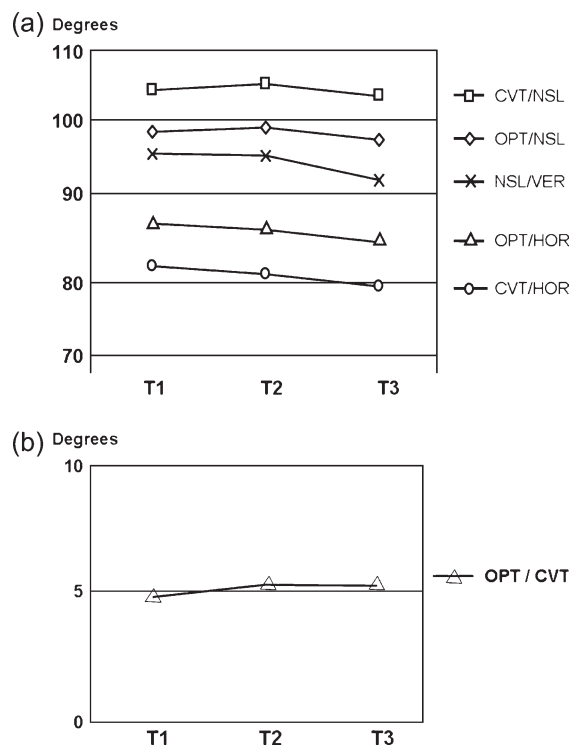 (a) Degrees
110
100
90
80
70
T1 T2 T3
CVT/NSL
OPT/NSL
NSL/VER
OPT/HOR
CVT/HOR
(b) Degrees
10
5
0
T1 T2 T3
OPT / CVT